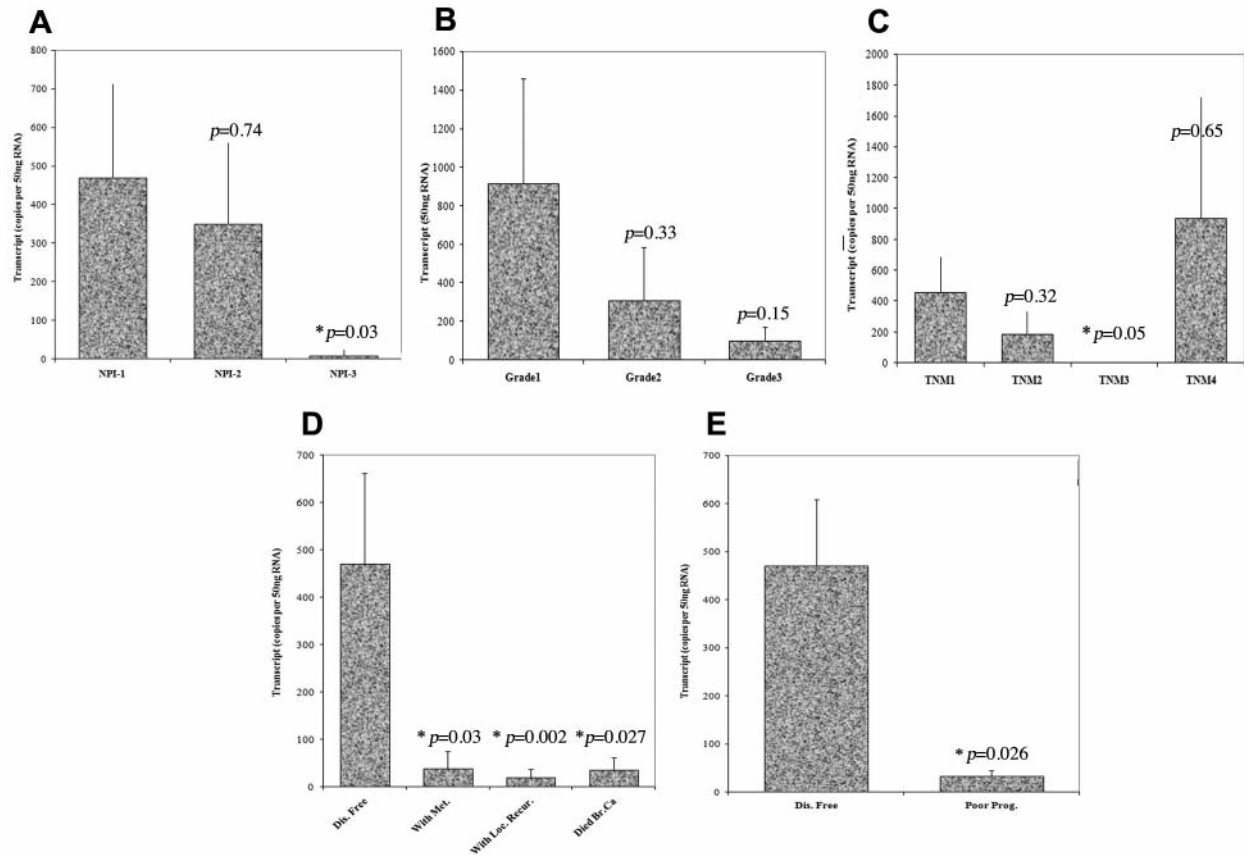 A
Transcript (copies per 50ng RNA)
800
700
600
500
400
300
200
100
0
p=0.74
* p=0.03
NPI-1 NPI-2 NPI-3
B
Transcript (50ng RNA)
1600
1400
1200
1000
800
600
400
200
0
p=0.33
p=0.15
Grade1 Grade2 Grade3
C
Transcript (copies per 50ng RNA)
2000
1800
1600
1400
1200
1000
800
600
400
200
0
p=0.65
p=0.32
* p=0.05
TNM1 TNM2 TNM3 TNM4
D
Transcript (copies per 50ng RNA)
700
600
500
400
300
200
100
0
* p=0.03 * p=0.002 * p=0.027
Dis. Free With Met. With Loc. Recur. Died Br.Ca
E
Transcript (copies per 50ng RNA)
700
600
500
400
300
200
100
0
* p=0.026
Dis. Free Poor Prog.